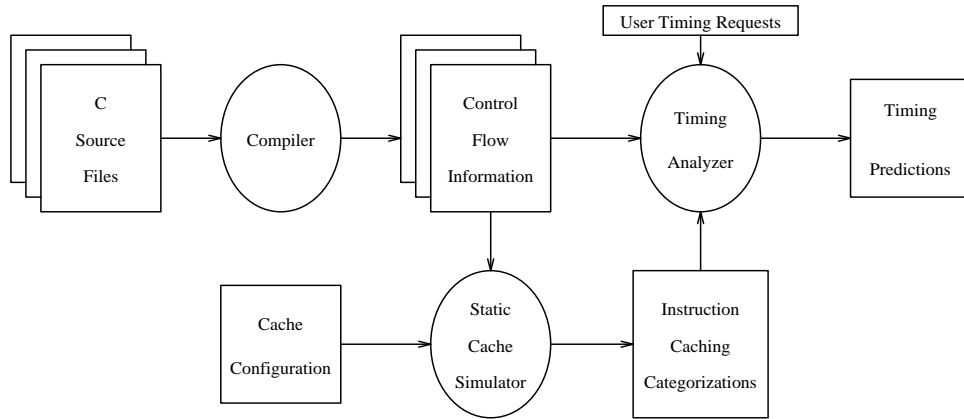 User Timing Requests
C
Source
Files
Compiler
Control
Flow
Information
Timing
Analyzer
Timing
Predictions
Cache
Configuration
Static
Cache
Simulator
Instruction
Caching
Categorizations